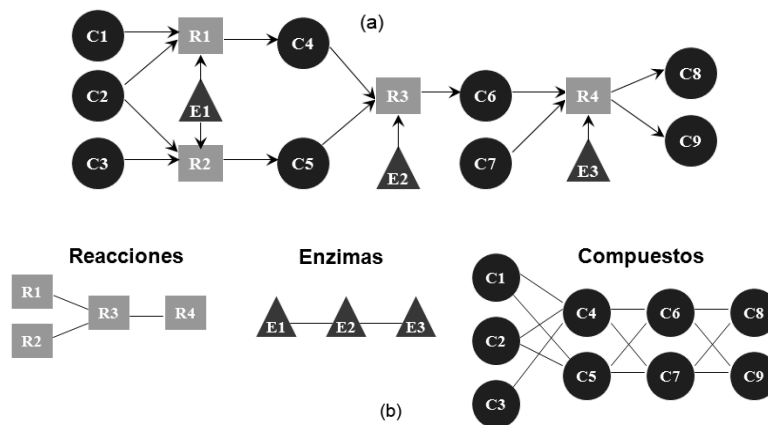 (a)
C1 R1 C4 C8
C2 E1 R3 C6 R4
C3 R2 C5 E2 C7 E3 C9
Reacciones
R1
R3 R4
R2
Enzimas
E1 E2 E3
Compuestos
C1
C4 C6 C8
C2
C5 C7 C9
C3
(b)